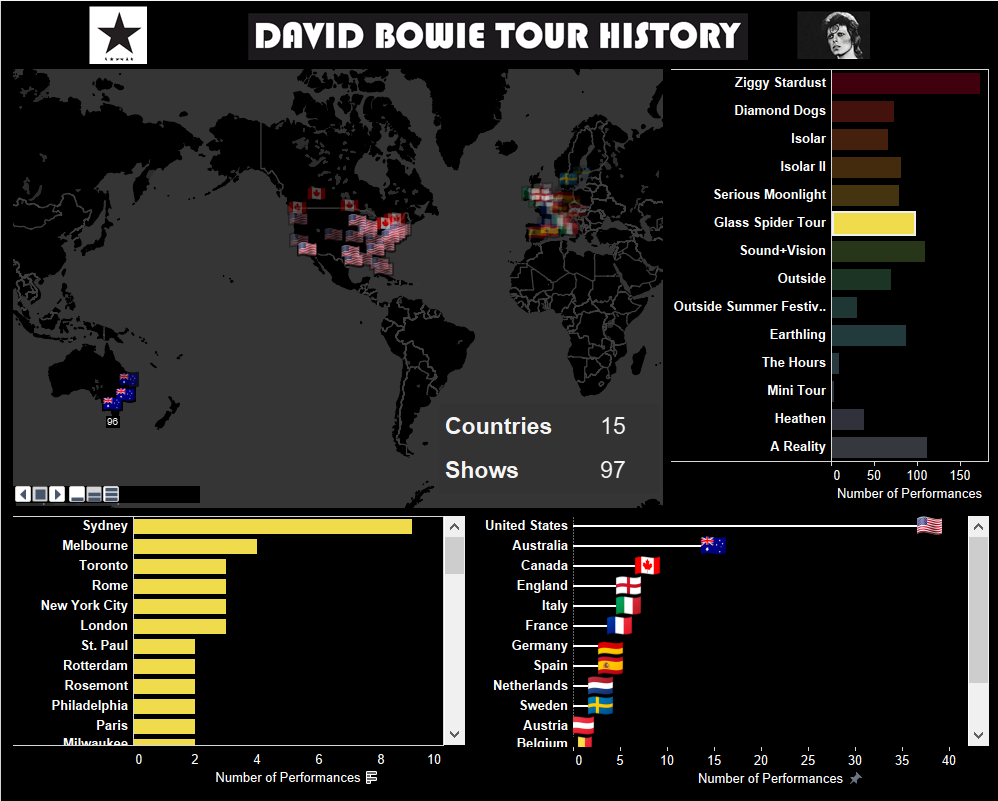 DAVID BOWIE TOUR HISTORY
96
Countries 15
Shows 97
Ziggy Stardust
Diamond Dogs
Isolar
Isolar II
Serious Moonlight
Glass Spider Tour
Sound+Vision
Outside
Outside Summer Festiv..
Earthling
The Hours
Mini Tour
Heathen
A Reality
0 50 100 150
Number of Performances
Sydney
Melbourne
Toronto
Rome
New York City
London
St. Paul
Rotterdam
Rosemont
Philadelphia
Paris
Milwaukee
0 2 4 6 8 10
Number of Performances
United States
Australia
Canada
England
Italy
France
Germany
Spain
Netherlands
Sweden
Austria
Belgium
0 5 10 15 20 25 30 35 40
Number of Performances